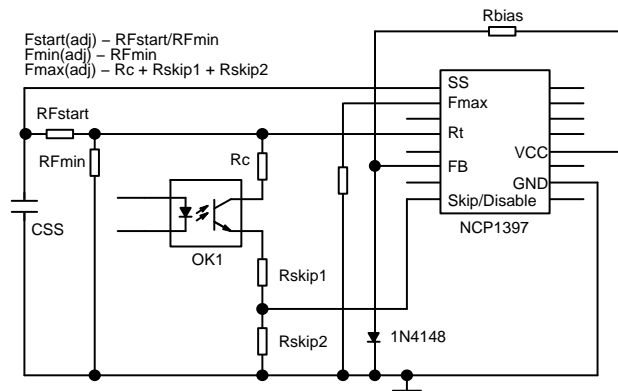 Rbias
Fstart(adj) – RFstart/RFmin
Fmin(adj) – RFmin
Fmax(adj) – Rc + Rskip1 + Rskip2
SS
Fmax
RFstart
Rt
RFmin
Rc
VCC
FB
GND
Skip/Disable
CSS
NCP1397
OK1
Rskip1
1N4148
Rskip2